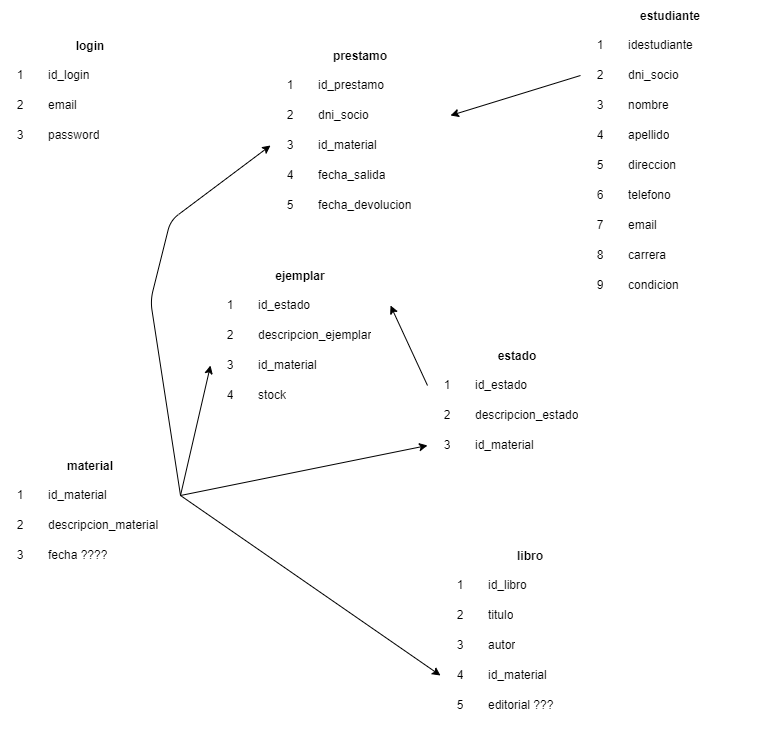 login
1 id_login
2 email
3 password
prestamo
1 id_prestamo
2 dni_socio
3 id_material
4 fecha_salida
5 fecha_devolucion
estudiante
1 idestudiante
2 dni_socio
3 nombre
4 apellido
5 direccion
6 telefono
7 email
8 carrera
9 condicion
ejemplar
1 id_estado
2 descripcion_ejemplar
3 id_material
4 stock
estado
1 id_estado
2 descripcion_estado
3 id_material
material
1 id_material
2 descripcion_material
3 fecha ????
libro
1 id_libro
2 titulo
3 autor
4 id_material
5 editorial ???